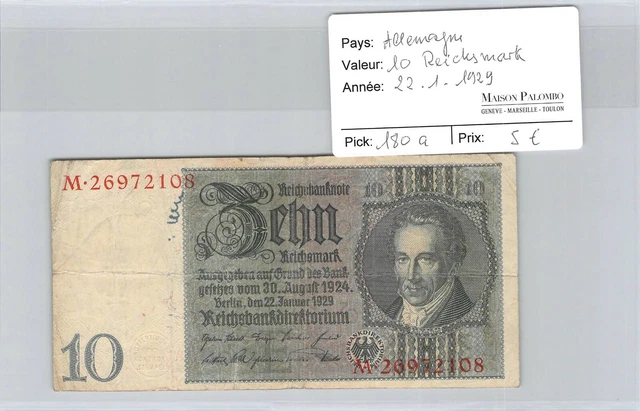 Pays: Allemagne
Valeur: 10 Reichsmark
Année: 22.1.1929
MAISON PALOMBO
GENEVE - MARSEILLE - TOULON
Pick: 180 a Prix: 5 €
M·26972108
Reichsbanknote
10 10
Zehn
Reichsmark
Ausgegeben auf Grund des Bank-
gesetzes vom 30. August 1924.
Berlin, den 22. Januar 1929
Reichsbankdirektorium
10
M·26972108